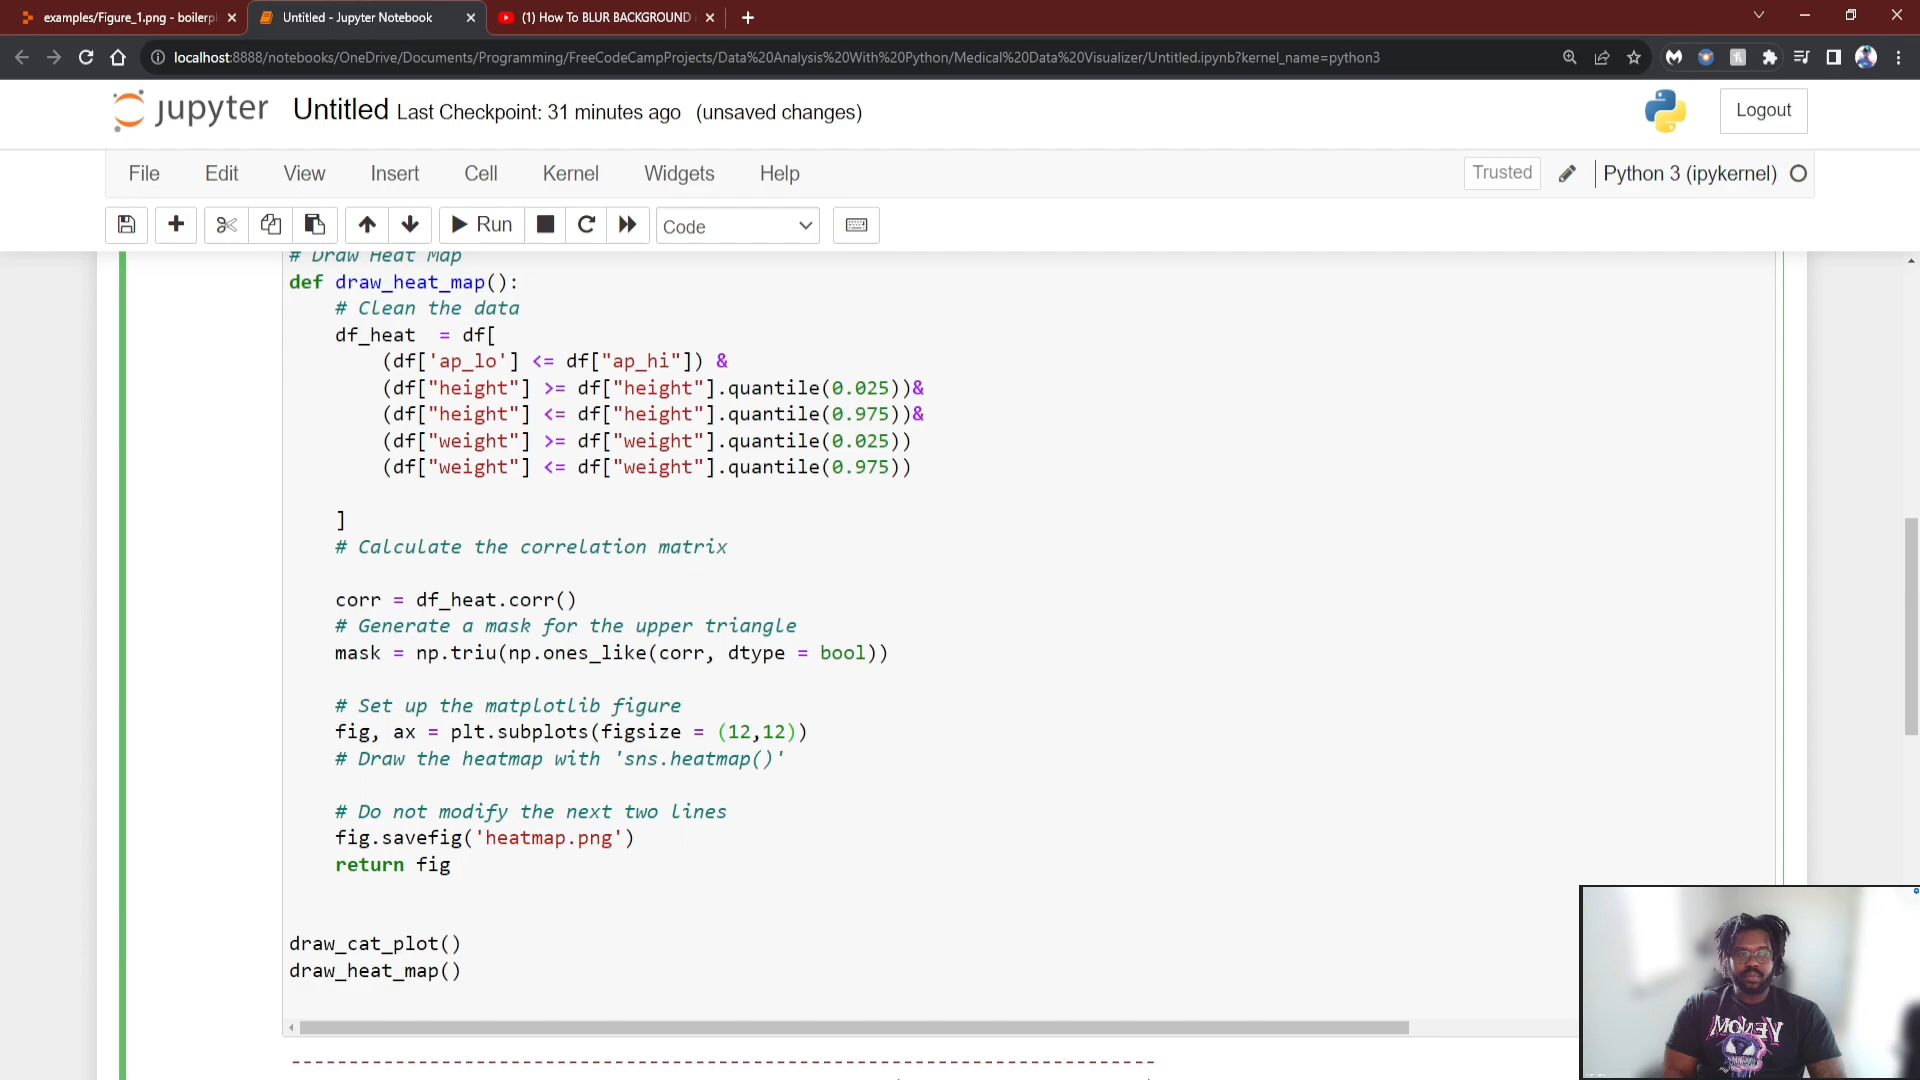 examples/Figure_1.png - boilerpl
Untitled - Jupyter Notebook
(1) How To BLUR BACKGROUND
localhost:8888/notebooks/OneDrive/Documents/Programming/FreeCodeCampProjects/Data%20Analysis%20With%20Python/Medical%20Data%20Visualizer/Untitled.ipynb?kernel_name=python3
jupyter Untitled Last Checkpoint: 31 minutes ago (unsaved changes)
Logout
File Edit View Insert Cell Kernel Widgets Help
Trusted
Python 3 (ipykernel)
Run
Code
# Draw Heat Map
def draw_heat_map():
    # Clean the data
    df_heat  = df[
        (df['ap_lo'] <= df["ap_hi"]) &
        (df["height"] >= df["height"].quantile(0.025))&
        (df["height"] <= df["height"].quantile(0.975))&
        (df["weight"] >= df["weight"].quantile(0.025))
        (df["weight"] <= df["weight"].quantile(0.975))
    ]
    # Calculate the correlation matrix
    corr = df_heat.corr()
    # Generate a mask for the upper triangle
    mask = np.triu(np.ones_like(corr, dtype = bool))
    # Set up the matplotlib figure
    fig, ax = plt.subplots(figsize = (12,12))
    # Draw the heatmap with 'sns.heatmap()'
    # Do not modify the next two lines
    fig.savefig('heatmap.png')
    return fig
draw_cat_plot()
draw_heat_map()
---------------------------------------------------------------------------
VENOM